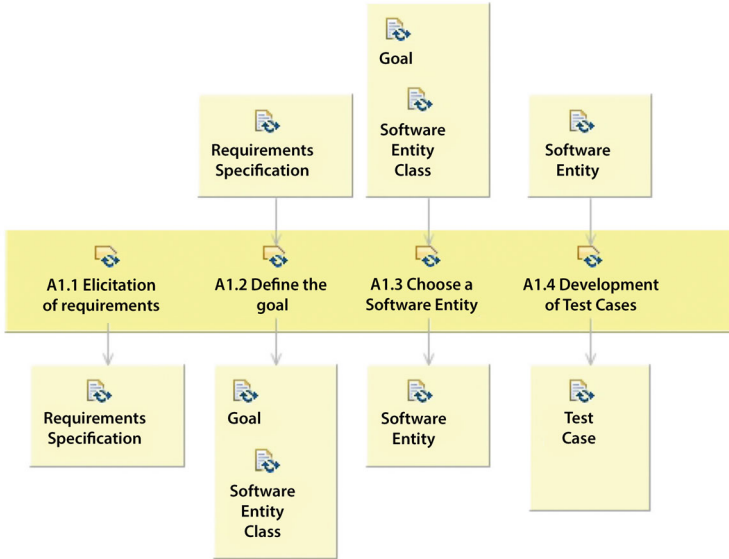 Goal
Software
Entity
Class
Requirements
Specification
Software
Entity
A1.1 Elicitation
of requirements
A1.2 Define the
goal
A1.3 Choose a
Software Entity
A1.4 Development
of Test Cases
Requirements
Specification
Goal
Software
Entity
Class
Software
Entity
Test
Case